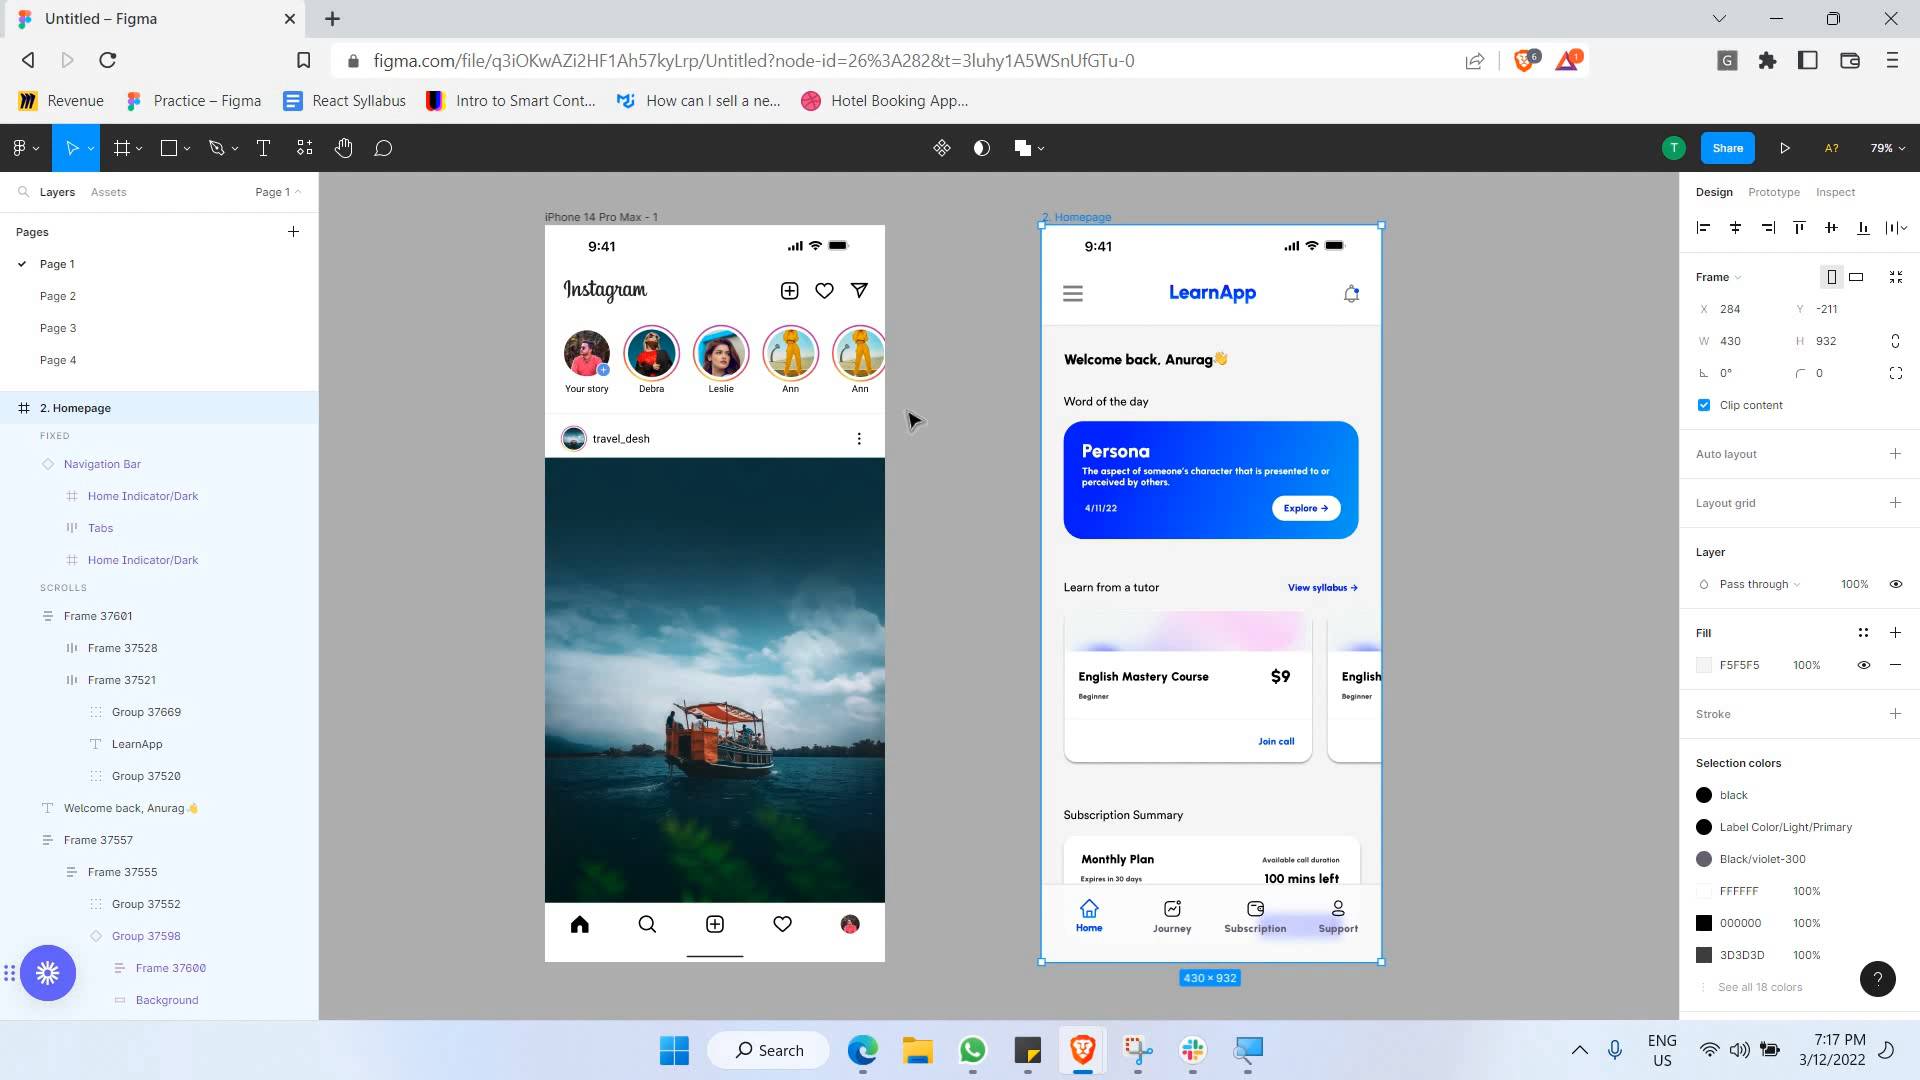 Untitled – Figma
figma.com/file/q3iOKwAZi2HF1Ah57kyLrp/Untitled?node-id=26%3A282&t=3luhy1A5WSnUfGTu-0
6
1
G
Revenue
Practice – Figma
React Syllabus
Intro to Smart Cont...
How can I sell a ne...
Hotel Booking App...
T
Share
A?
79%
Layers
Assets
Page 1
Pages
Page 1
Page 2
Page 3
Page 4
2. Homepage
FIXED
Navigation Bar
Home Indicator/Dark
Tabs
Home Indicator/Dark
SCROLLS
Frame 37601
Frame 37528
Frame 37521
Group 37669
LearnApp
Group 37520
Welcome back, Anurag👋
Frame 37557
Frame 37555
Group 37552
Group 37598
Frame 37600
Background
iPhone 14 Pro Max - 1
9:41
Instagram
Your story
Debra
Leslie
Ann
Ann
travel_desh
2. Homepage
9:41
LearnApp
Welcome back, Anurag👋
Word of the day
Persona
The aspect of someone's character that is presented to or
perceived by others.
4/11/22
Explore →
Learn from a tutor
View syllabus →
English Mastery Course
$9
Beginner
Join call
English
Beginner
Subscription Summary
Monthly Plan
Available call duration
Expires in 30 days
100 mins left
Home
Journey
Subscription
Support
430 × 932
Design
Prototype
Inspect
Frame
X 284
Y -211
W 430
H 932
0°
0
Clip content
Auto layout
Layout grid
Layer
Pass through
100%
Fill
F5F5F5
100%
Stroke
Selection colors
black
Label Color/Light/Primary
Black/violet-300
FFFFFF
100%
000000
100%
3D3D3D
100%
See all 18 colors
?
Search
ENG
US
7:17 PM
3/12/2022